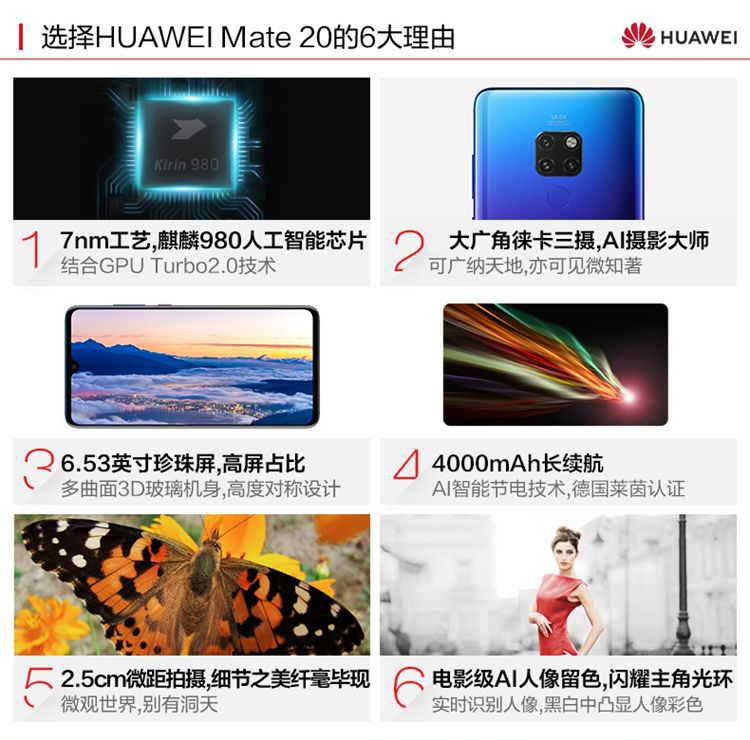 选择HUAWEI Mate 20的6大理由
HUAWEI
Kirin 980
1
7nm工艺,麒麟980人工智能芯片
结合GPU Turbo2.0技术
2
大广角徕卡三摄,AI摄影大师
可广纳天地,亦可见微知著
3
6.53英寸珍珠屏,高屏占比
多曲面3D玻璃机身,高度对称设计
4
4000mAh长续航
AI智能节电技术,德国莱茵认证
5
2.5cm微距拍摄,细节之美纤毫毕现
微观世界,别有洞天
6
电影级AI人像留色,闪耀主角光环
实时识别人像,黑白中凸显人像彩色